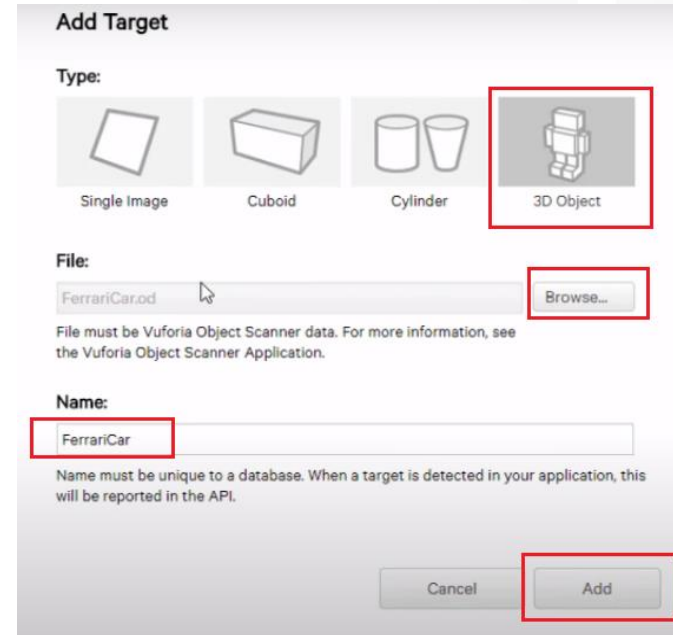 Add Target
Type:
Single Image
Cuboid
Cylinder
3D Object
File:
FerrariCar.od
Browse...
File must be Vuforia Object Scanner data. For more information, see
the Vuforia Object Scanner Application.
Name:
FerrariCar
Name must be unique to a database. When a target is detected in your application, this
will be reported in the API.
Cancel
Add